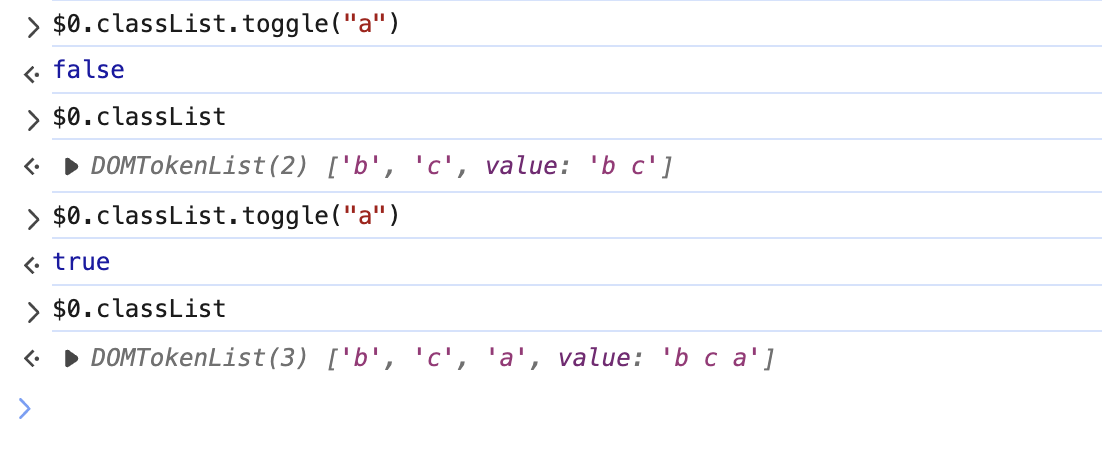 $0.classList.toggle("a")
false
$0.classList
DOMTokenList(2) ['b', 'c', value: 'b c']
$0.classList.toggle("a")
true
$0.classList
DOMTokenList(3) ['b', 'c', 'a', value: 'b c a']